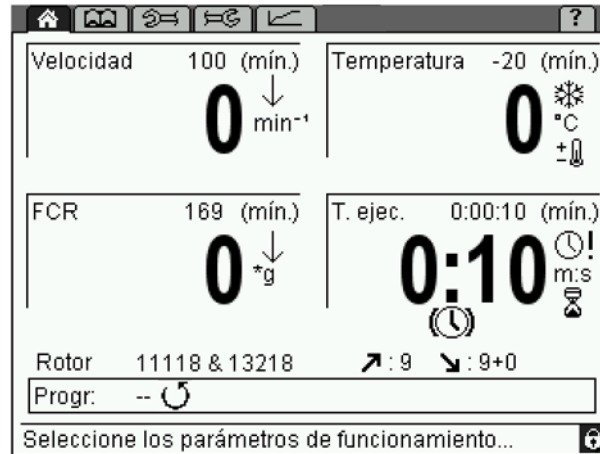 ?
Velocidad 100 (mín.)
0 min⁻¹
Temperatura -20 (mín.)
0 °C
±
FCR 169 (mín.)
0 *g
T. ejec. 0:00:10 (mín.)
0:10 ! m:s
Rotor 11118 & 13218 ↗: 9 ↘: 9+0
Progr: --
Seleccione los parámetros de funcionamiento...